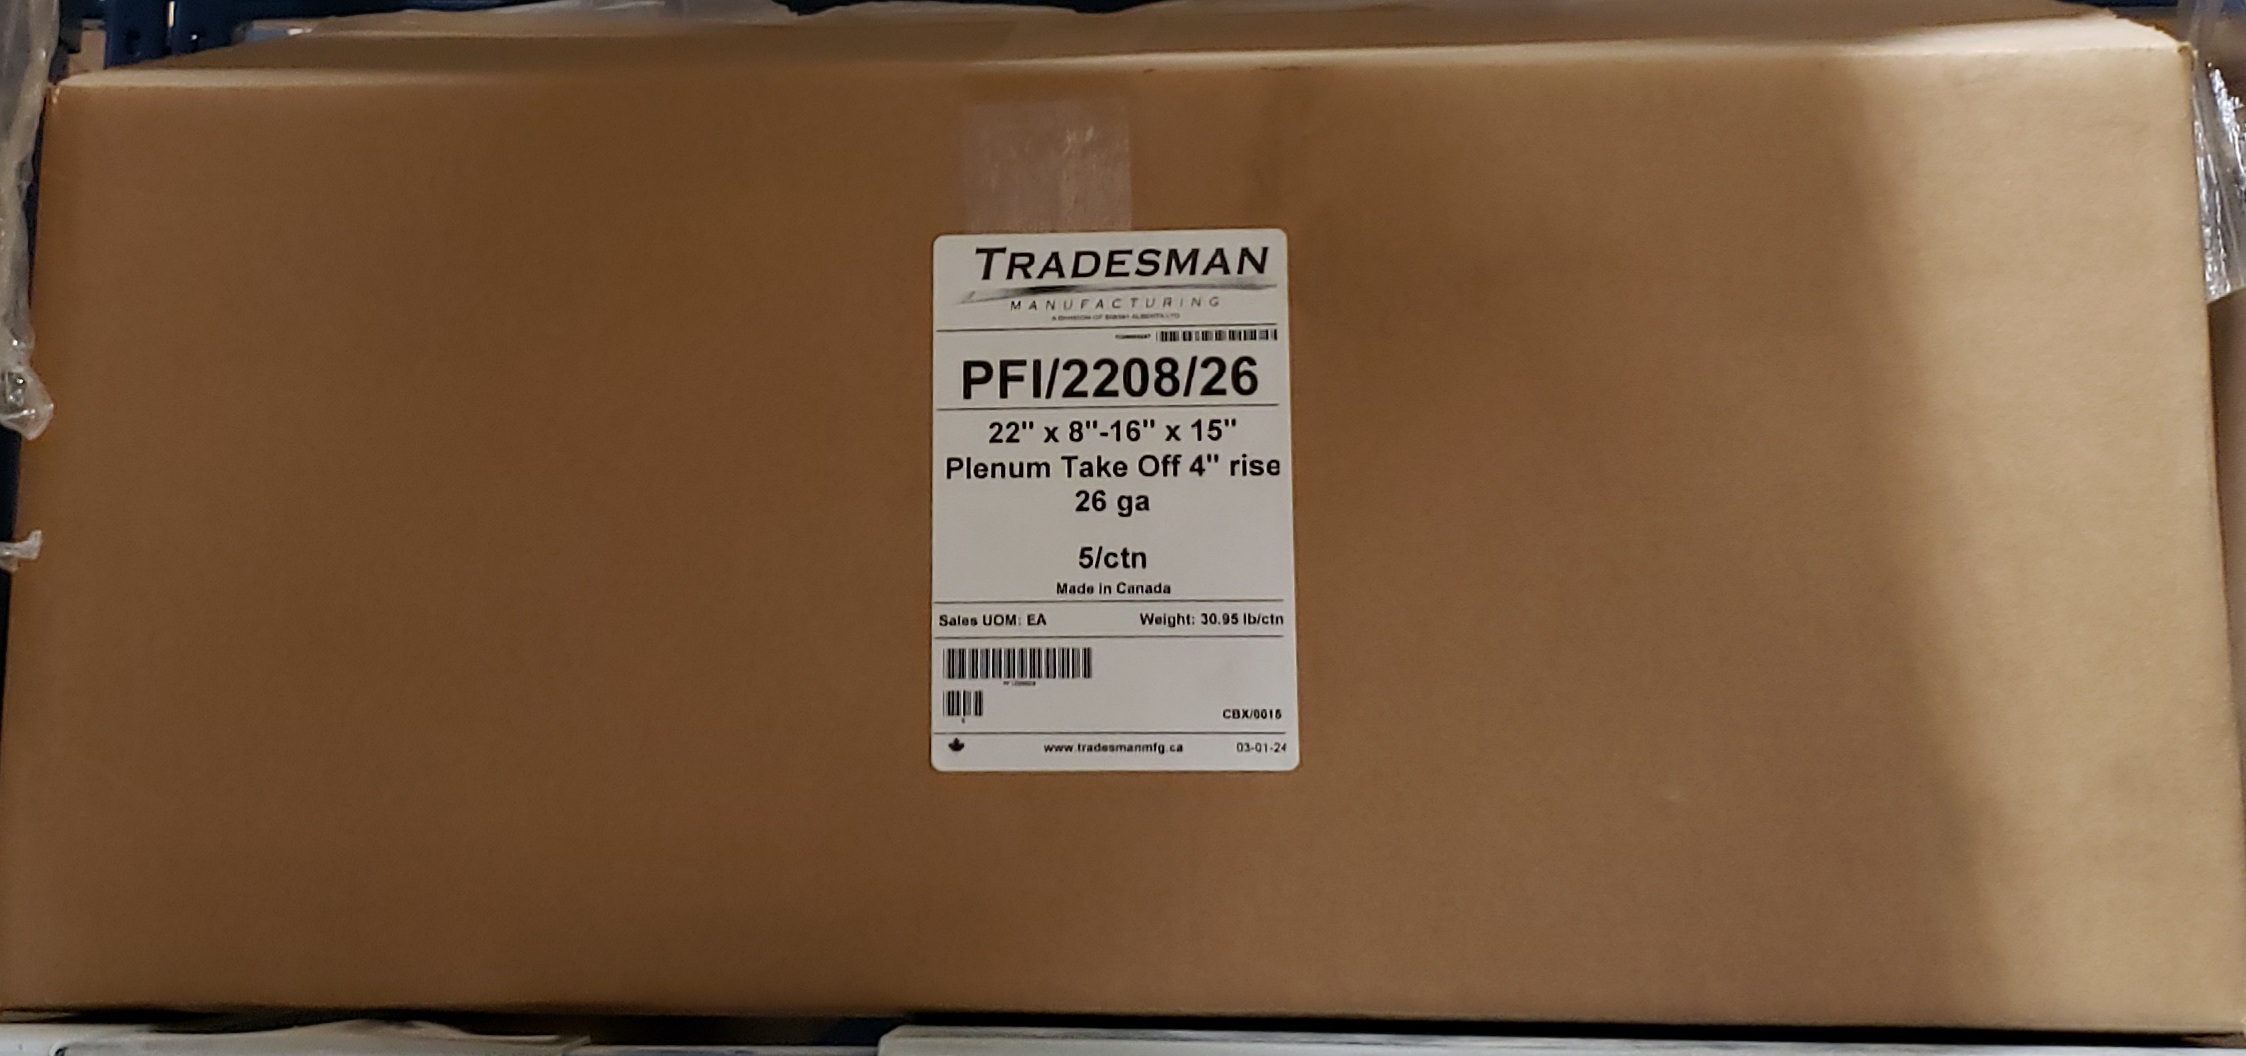 TRADESMAN
MANUFACTURING
PFI/2208/26
22" x 8"-16" x 15"
Plenum Take Off 4" rise
26 ga
5/ctn
Made in Canada
Sales UOM: EA Weight: 30.95 lb/ctn
CBX/0015
www.tradesmanmfg.ca 03-01-24